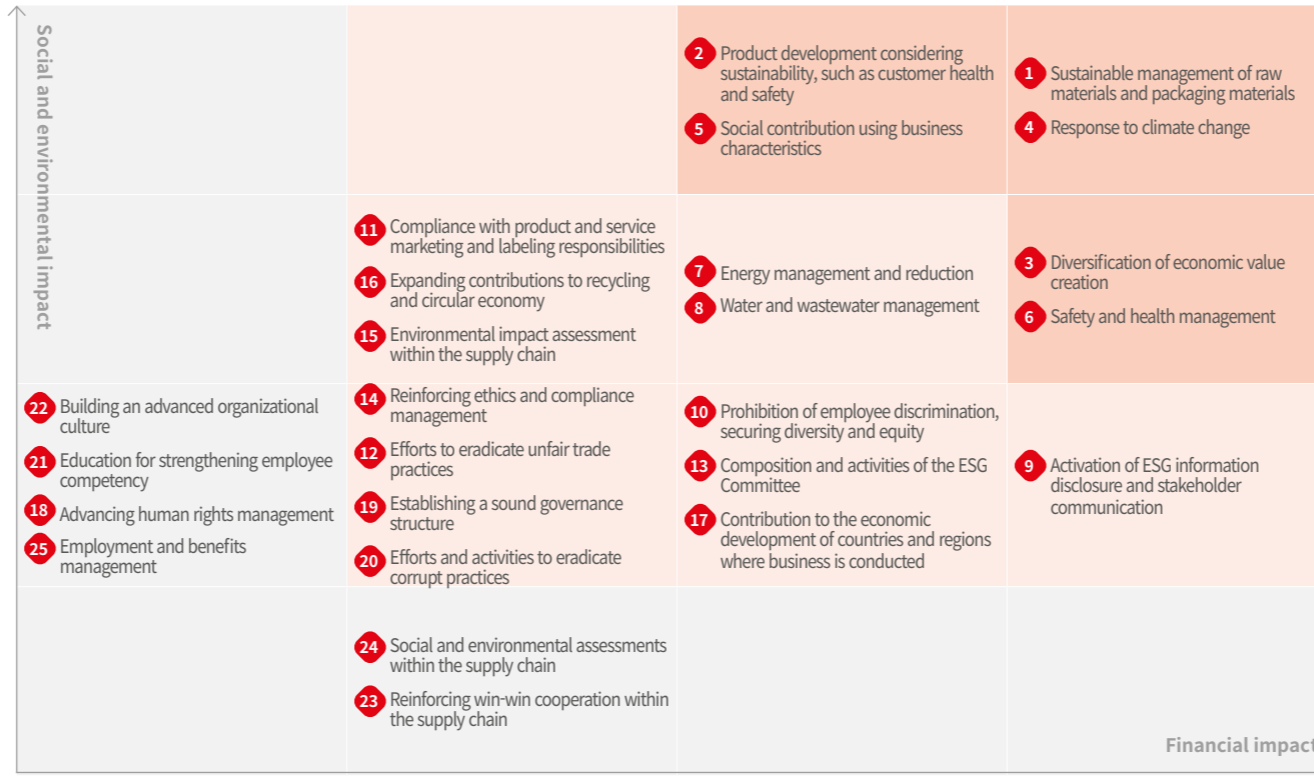 Social and environmental impact
2 Product development considering
sustainability, such as customer health
and safety
5 Social contribution using business
characteristics
1 Sustainable management of raw
materials and packaging materials
4 Response to climate change
11 Compliance with product and service
marketing and labeling responsibilities
16 Expanding contributions to recycling
and circular economy
15 Environmental impact assessment
within the supply chain
7 Energy management and reduction
8 Water and wastewater management
3 Diversification of economic value
creation
6 Safety and health management
22 Building an advanced organizational
culture
21 Education for strengthening employee
competency
18 Advancing human rights management
25 Employment and benefits
management
14 Reinforcing ethics and compliance
management
12 Efforts to eradicate unfair trade
practices
19 Establishing a sound governance
structure
20 Efforts and activities to eradicate
corrupt practices
10 Prohibition of employee discrimination,
securing diversity and equity
13 Composition and activities of the ESG
Committee
17 Contribution to the economic
development of countries and regions
where business is conducted
9 Activation of ESG information
disclosure and stakeholder
communication
24 Social and environmental assessments
within the supply chain
23 Reinforcing win-win cooperation within
the supply chain
Financial impact